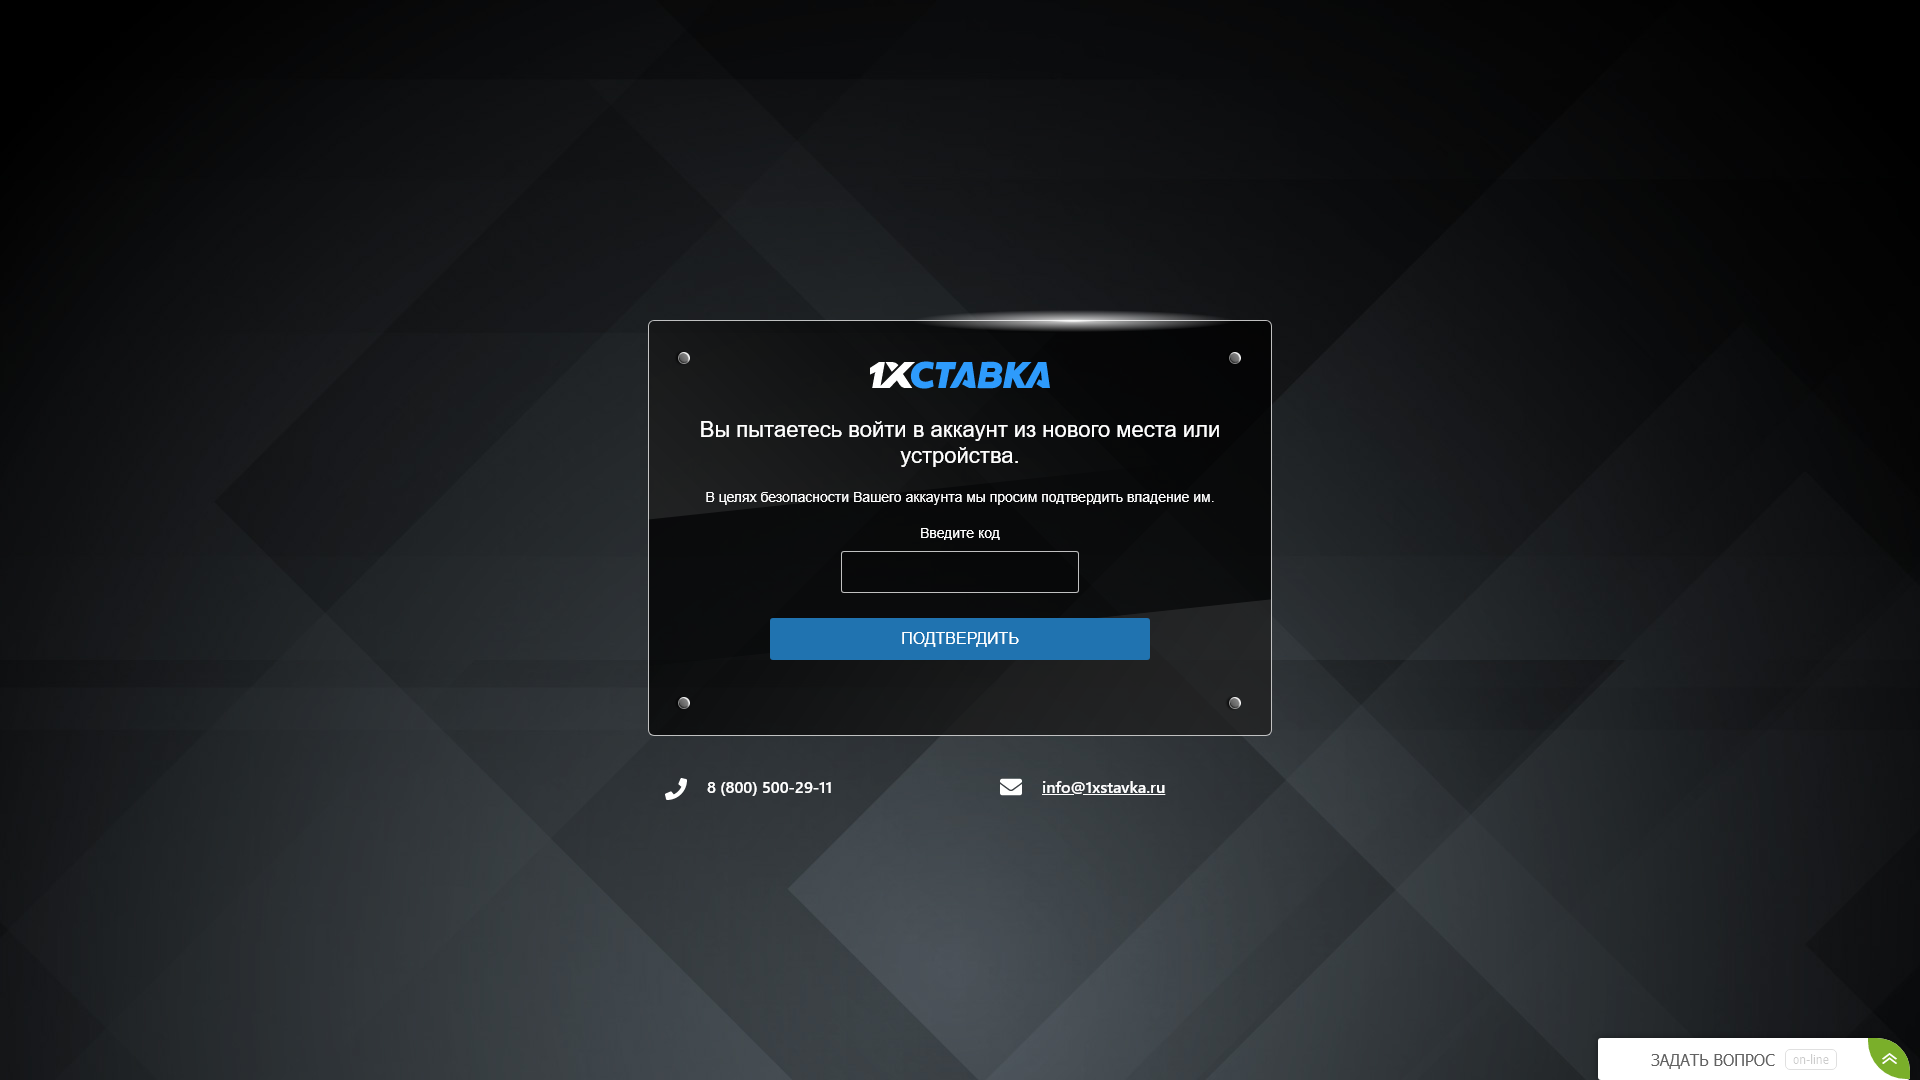 1XСТАВКА
Вы пытаетесь войти в аккаунт из нового места или
устройства.
В целях безопасности Вашего аккаунта мы просим подтвердить владение им.
Введите код
ПОДТВЕРДИТЬ
8 (800) 500-29-11
info@1xstavka.ru
ЗАДАТЬ ВОПРОС on-line